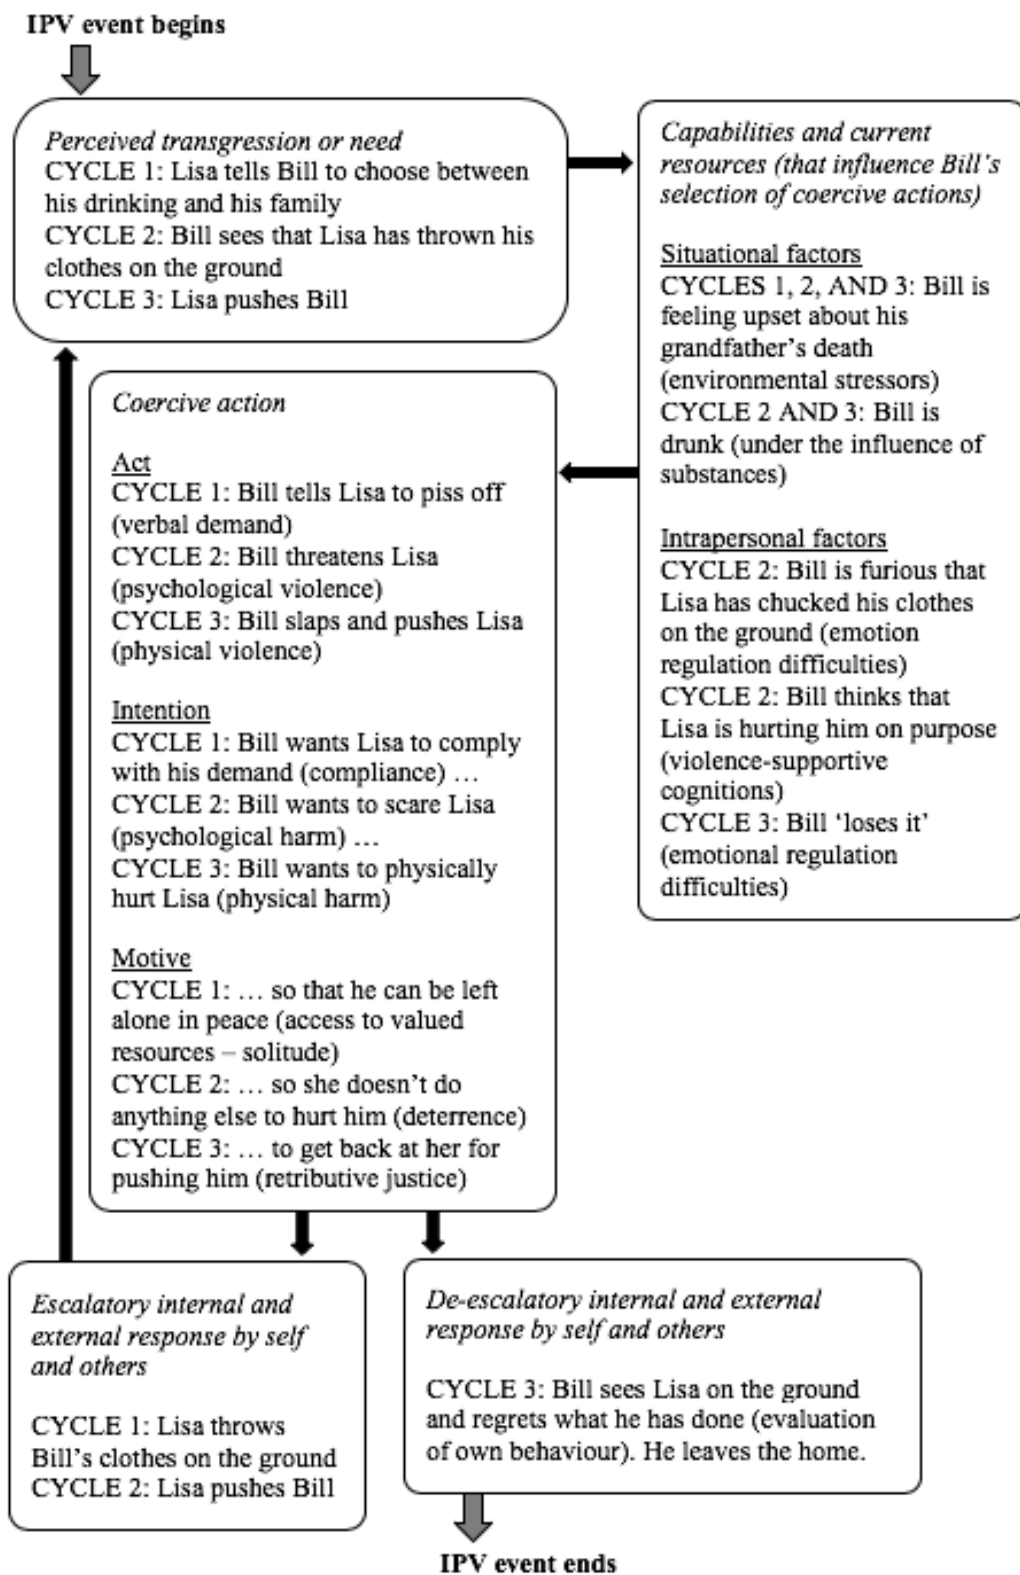 IPV event begins
Perceived transgression or need
CYCLE 1: Lisa tells Bill to choose between
his drinking and his family
CYCLE 2: Bill sees that Lisa has thrown his
clothes on the ground
CYCLE 3: Lisa pushes Bill
Capabilities and current
resources (that influence Bill's
selection of coercive actions)
Situational factors
CYCLES 1, 2, AND 3: Bill is
feeling upset about his
grandfather's death
(environmental stressors)
CYCLE 2 AND 3: Bill is
drunk (under the influence of
substances)
Intrapersonal factors
CYCLE 2: Bill is furious that
Lisa has chucked his clothes
on the ground (emotion
regulation difficulties)
CYCLE 2: Bill thinks that
Lisa is hurting him on purpose
(violence-supportive
cognitions)
CYCLE 3: Bill 'loses it'
(emotional regulation
difficulties)
Coercive action
Act
CYCLE 1: Bill tells Lisa to piss off
(verbal demand)
CYCLE 2: Bill threatens Lisa
(psychological violence)
CYCLE 3: Bill slaps and pushes Lisa
(physical violence)
Intention
CYCLE 1: Bill wants Lisa to comply
with his demand (compliance) …
CYCLE 2: Bill wants to scare Lisa
(psychological harm) …
CYCLE 3: Bill wants to physically
hurt Lisa (physical harm)
Motive
CYCLE 1: … so that he can be left
alone in peace (access to valued
resources – solitude)
CYCLE 2: … so she doesn't do
anything else to hurt him (deterrence)
CYCLE 3: … to get back at her for
pushing him (retributive justice)
Escalatory internal and
external response by self
and others
CYCLE 1: Lisa throws
Bill's clothes on the ground
CYCLE 2: Lisa pushes Bill
De-escalatory internal and external
response by self and others
CYCLE 3: Bill sees Lisa on the ground
and regrets what he has done (evaluation
of own behaviour). He leaves the home.
IPV event ends